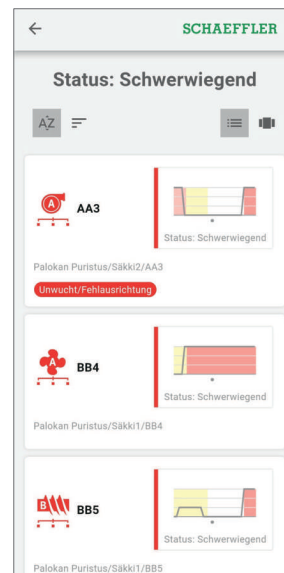 SCHAEFFLER
Status: Schwerwiegend
AZ
A
AA3
Status: Schwerwiegend
Palokan Puristus/Säkki2/AA3
Unwucht/Fehlausrichtung
A
BB4
Status: Schwerwiegend
Palokan Puristus/Säkki1/BB4
B
BB5
Status: Schwerwiegend
Palokan Puristus/Säkki1/BB5